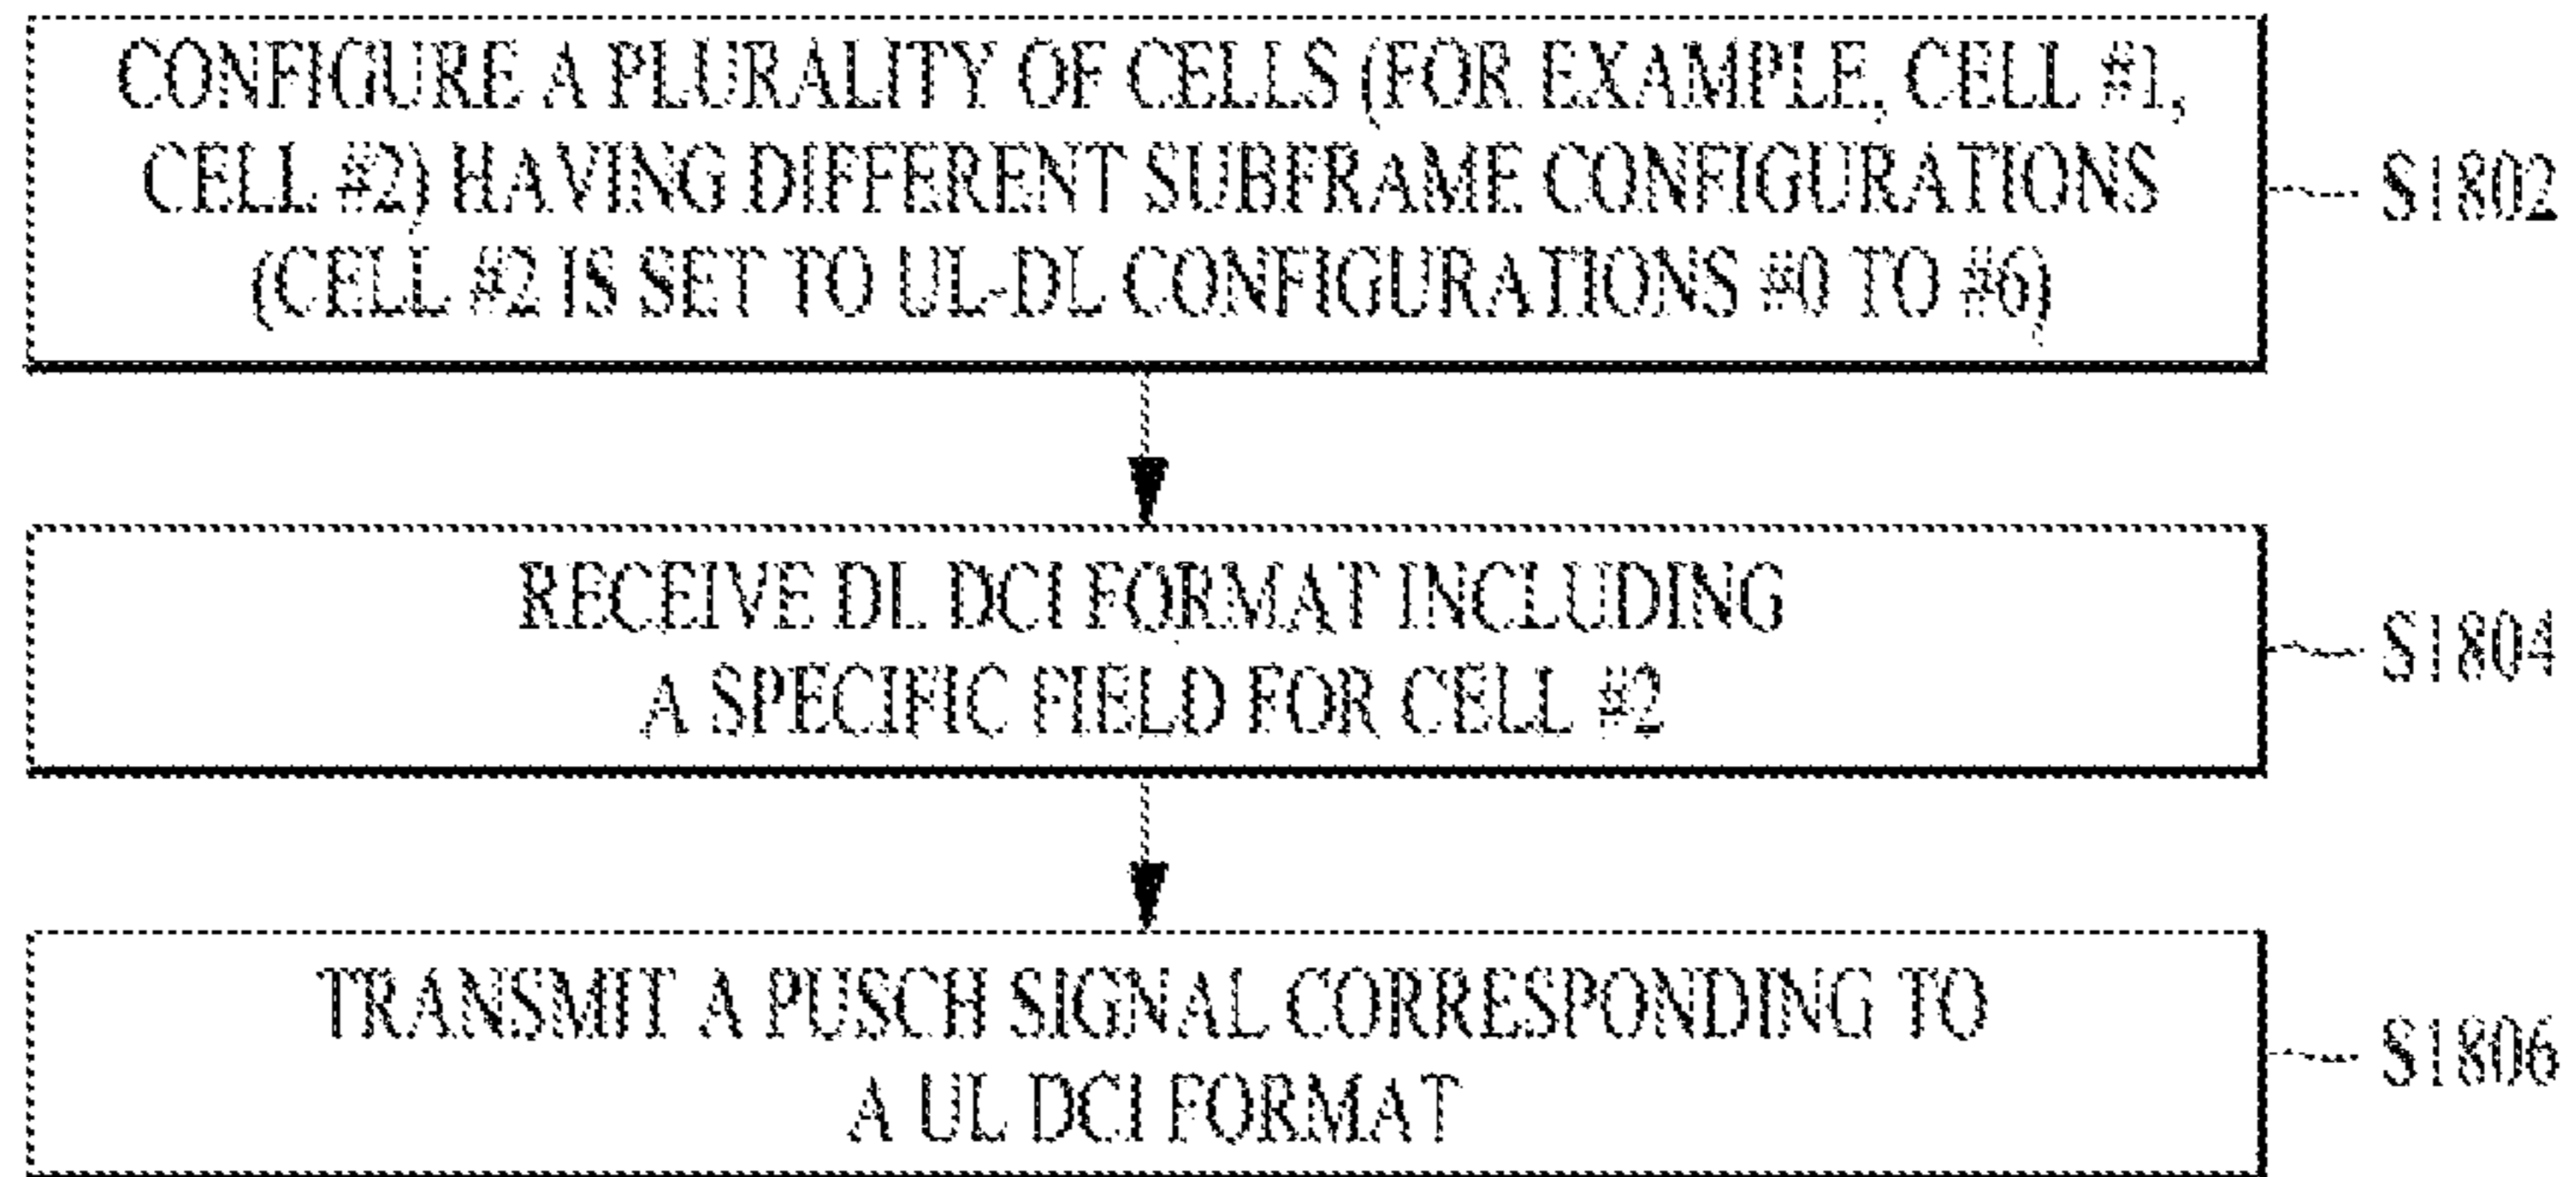 CONFIGURE A PLURALITY OF CELLS (FOR EXAMPLE, CELL #1,
CELL #2) HAVING DIFFERENT SUBFRAME CONFIGURATIONS
(CELL #2 IS SET TO UL-DL CONFIGURATIONS #0 TO #6)
S1802
RECEIVE DL DCI FORMAT INCLUDING
A SPECIFIC FIELD FOR CELL #2
S1804
TRANSMIT A PUSCH SIGNAL CORRESPONDING TO
A UL DCI FORMAT
S1806